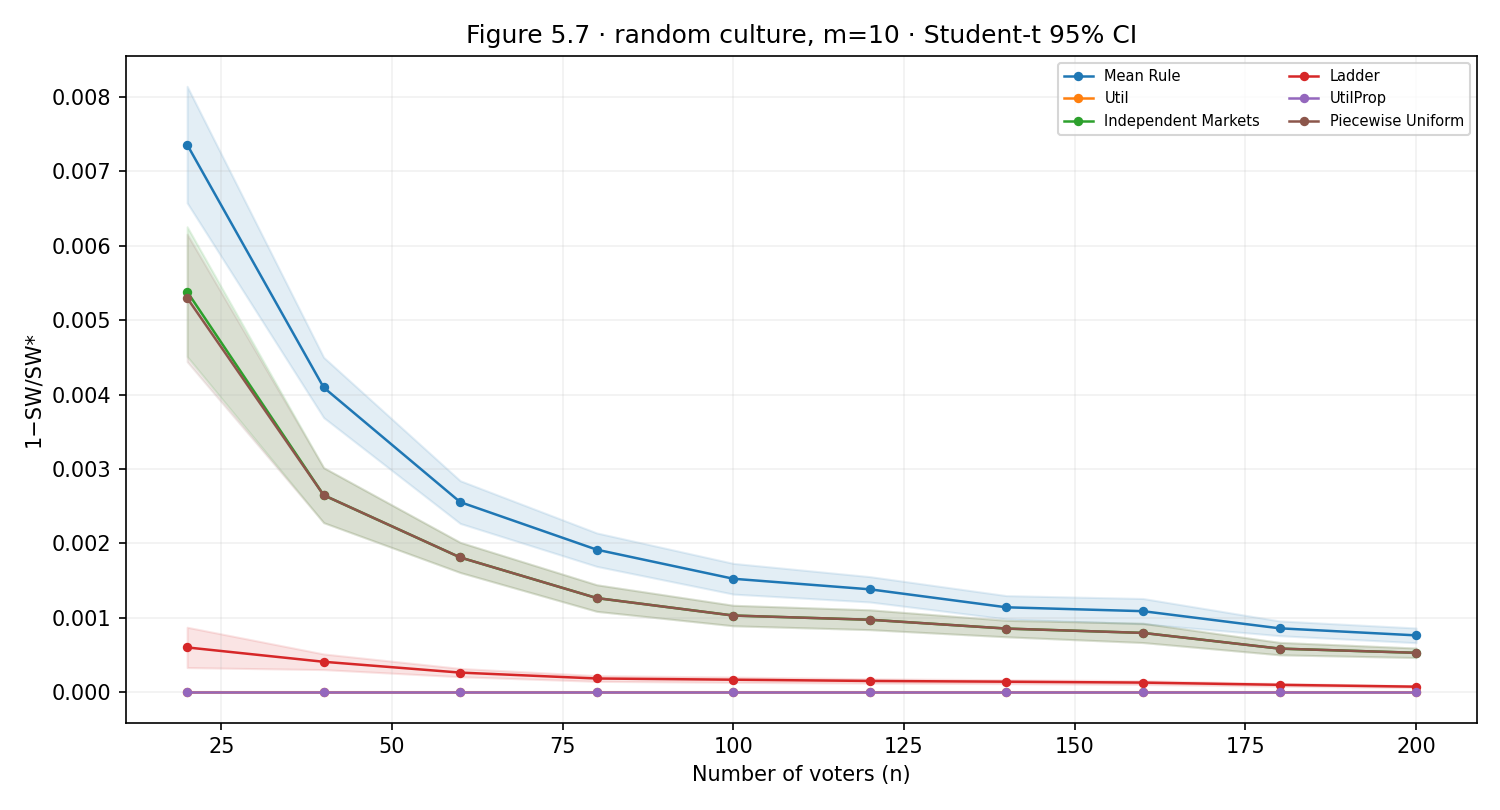 Figure 5.7 · random culture, m=10 · Student-t 95% CI
Mean Rule
Util
Independent Markets
Ladder
UtilProp
Piecewise Uniform
1−SW/SW*
0.008
0.007
0.006
0.005
0.004
0.003
0.002
0.001
0.000
25 50 75 100 125 150 175 200
Number of voters (n)